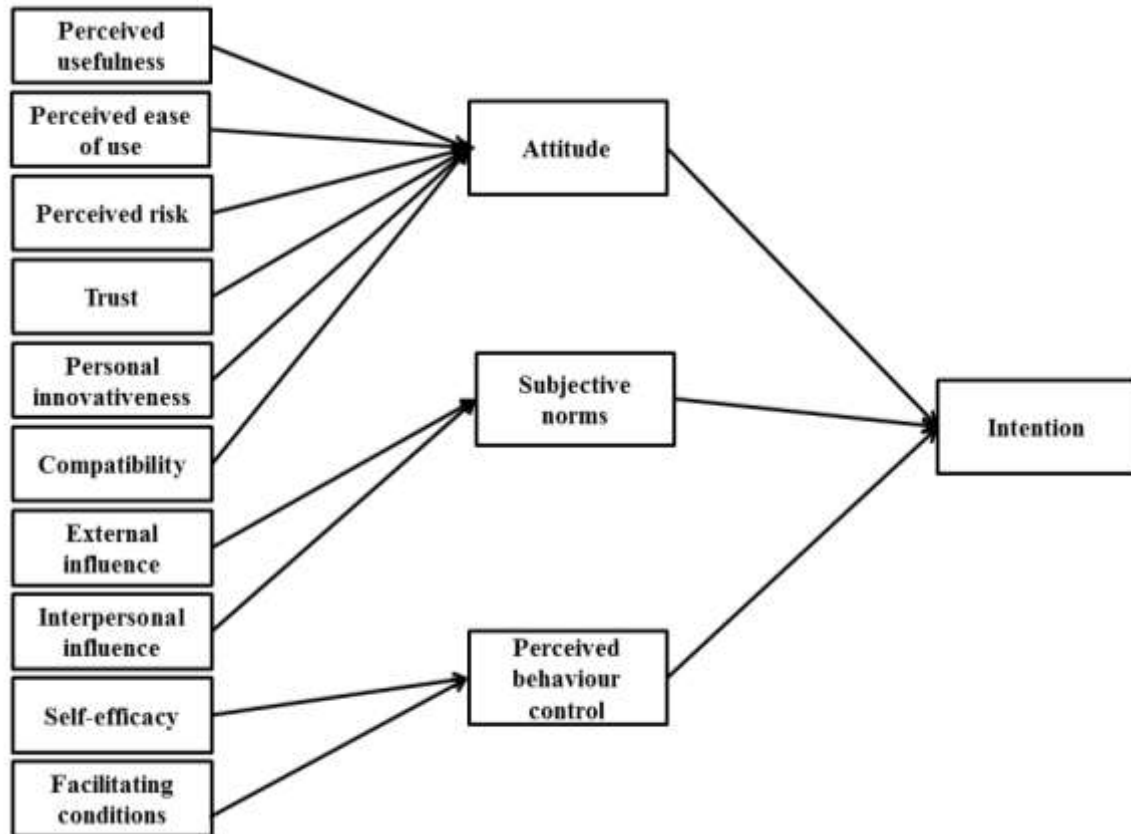 Perceived
usefulness
Perceived ease
of use
Perceived risk
Trust
Personal
innovativeness
Compatibility
External
influence
Interpersonal
influence
Self-efficacy
Facilitating
conditions
Attitude
Subjective
norms
Perceived
behaviour
control
Intention